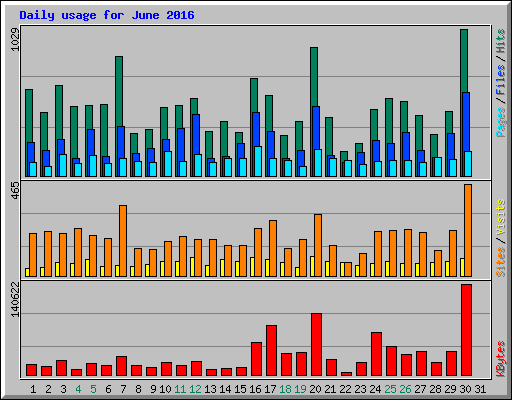 Daily usage for June 2016
1029
Pages / Files / Hits
465
Sites / Visits
140622
KBytes
1 2 3 4 5 6 7 8 9 10 11 12 13 14 15 16 17 18 19 20 21 22 23 24 25 26 27 28 29 30 31